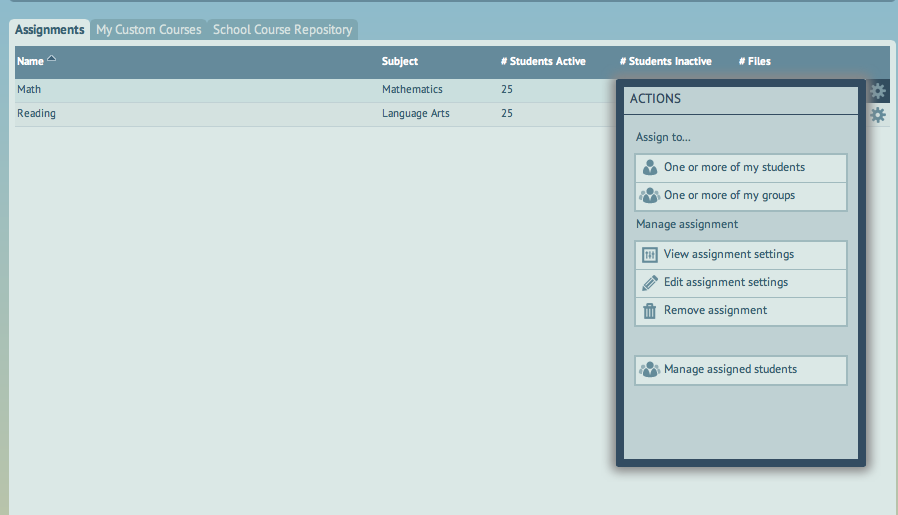 Assignments My Custom Courses School Course Repository
Name Subject # Students Active # Students Inactive # Files
Math Mathematics 25
Reading Language Arts 25
ACTIONS
Assign to...
One or more of my students
One or more of my groups
Manage assignment
View assignment settings
Edit assignment settings
Remove assignment
Manage assigned students